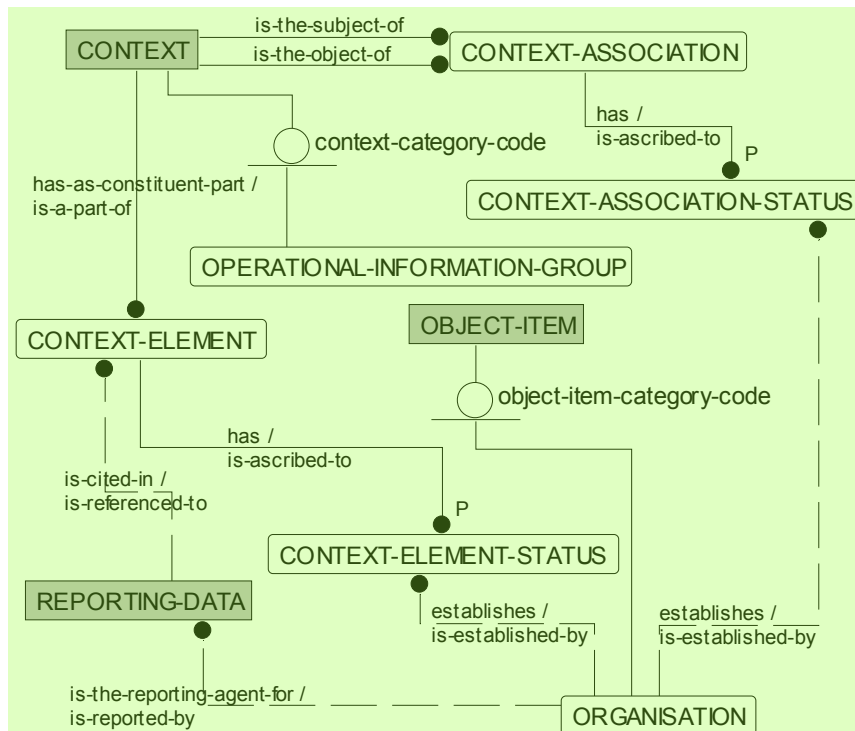 is-the-subject-of
CONTEXT
is-the-object-of
CONTEXT-ASSOCIATION
has /
is-ascribed-to
context-category-code
P
has-as-constituent-part /
is-a-part-of
CONTEXT-ASSOCIATION-STATUS
OPERATIONAL-INFORMATION-GROUP
OBJECT-ITEM
CONTEXT-ELEMENT
object-item-category-code
has /
is-ascribed-to
is-cited-in /
is-referenced-to
P
CONTEXT-ELEMENT-STATUS
REPORTING-DATA
establishes /
is-established-by
establishes /
is-established-by
is-the-reporting-agent-for /
is-reported-by
ORGANISATION